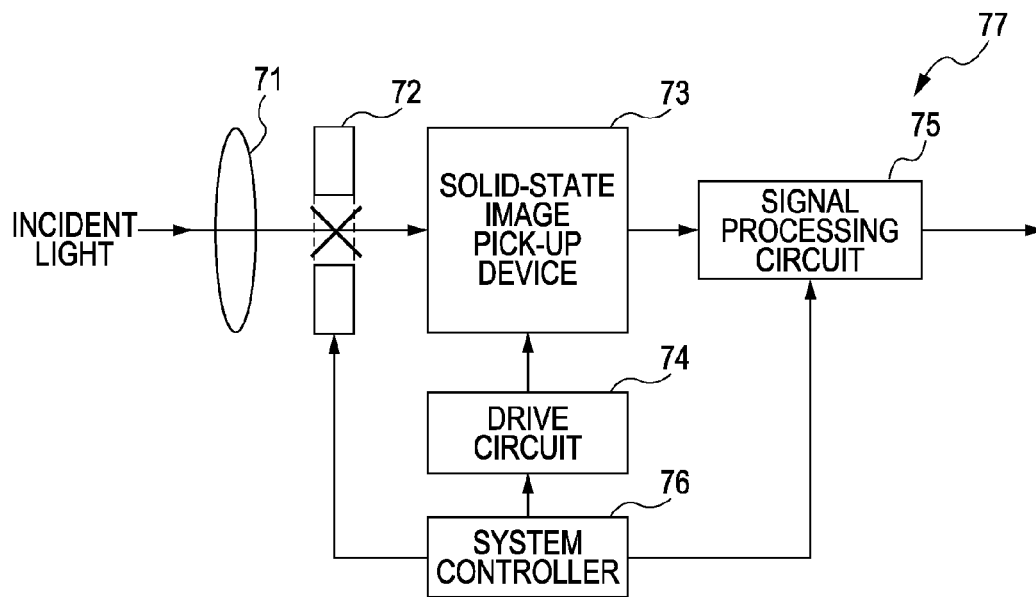 77
71
72
73
75
SOLID-STATE
IMAGE
PICK-UP
DEVICE
SIGNAL
PROCESSING
CIRCUIT
INCIDENT
LIGHT
74
DRIVE
CIRCUIT
76
SYSTEM
CONTROLLER